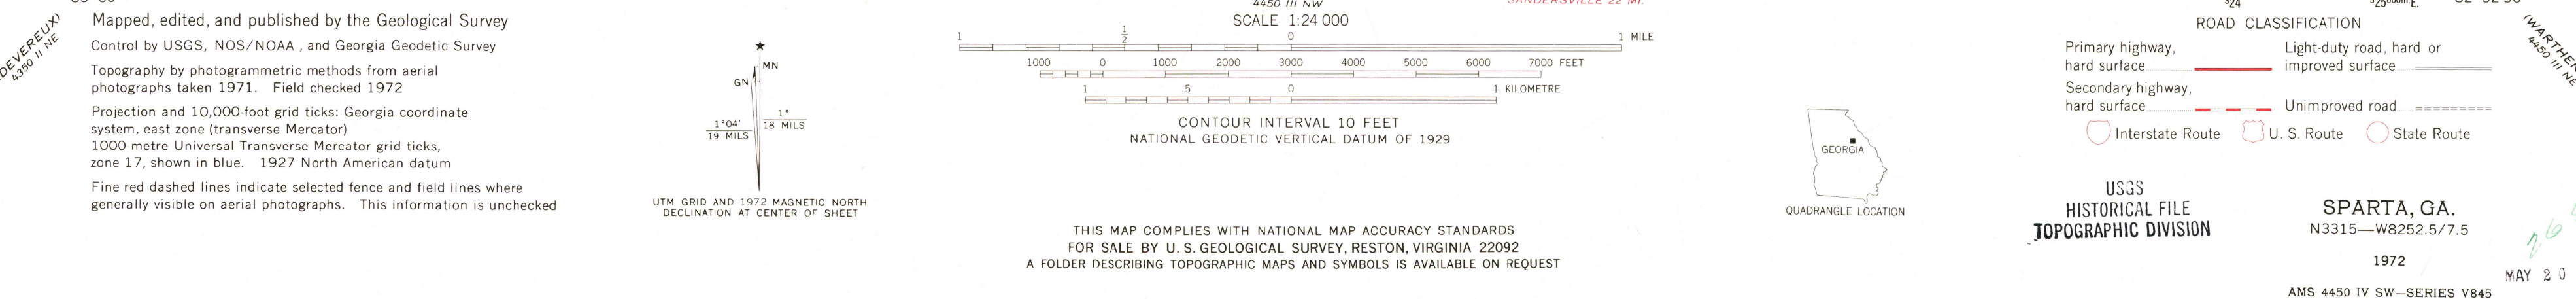 (DEVEREUX)
4350 II NE
Mapped, edited, and published by the Geological Survey
Control by USGS, NOS/NOAA , and Georgia Geodetic Survey
Topography by photogrammetric methods from aerial
photographs taken 1971. Field checked 1972
Projection and 10,000-foot grid ticks: Georgia coordinate
system, east zone (transverse Mercator)
1000-metre Universal Transverse Mercator grid ticks,
zone 17, shown in blue. 1927 North American datum
Fine red dashed lines indicate selected fence and field lines where
generally visible on aerial photographs. This information is unchecked
★
MN
GN
1°04'
19 MILS
1°
18 MILS
UTM GRID AND 1972 MAGNETIC NORTH
DECLINATION AT CENTER OF SHEET
4450 III NW
SANDERSVILLE 22 MI.
SCALE 1:24 000
1 1/2 0 1 MILE
1000 0 1000 2000 3000 4000 5000 6000 7000 FEET
1 .5 0 1 KILOMETRE
CONTOUR INTERVAL 10 FEET
NATIONAL GEODETIC VERTICAL DATUM OF 1929
THIS MAP COMPLIES WITH NATIONAL MAP ACCURACY STANDARDS
FOR SALE BY U. S. GEOLOGICAL SURVEY, RESTON, VIRGINIA 22092
A FOLDER DESCRIBING TOPOGRAPHIC MAPS AND SYMBOLS IS AVAILABLE ON REQUEST
GEORGIA
QUADRANGLE LOCATION
ROAD CLASSIFICATION
Primary highway,
hard surface
Light-duty road, hard or
improved surface
Secondary highway,
hard surface
Unimproved road
Interstate Route
U. S. Route
State Route
USGS
HISTORICAL FILE
TOPOGRAPHIC DIVISION
SPARTA, GA.
N3315—W8252.5/7.5
1972
AMS 4450 IV SW—SERIES V845
MAY 20
(WARTHEN
4450 III NE